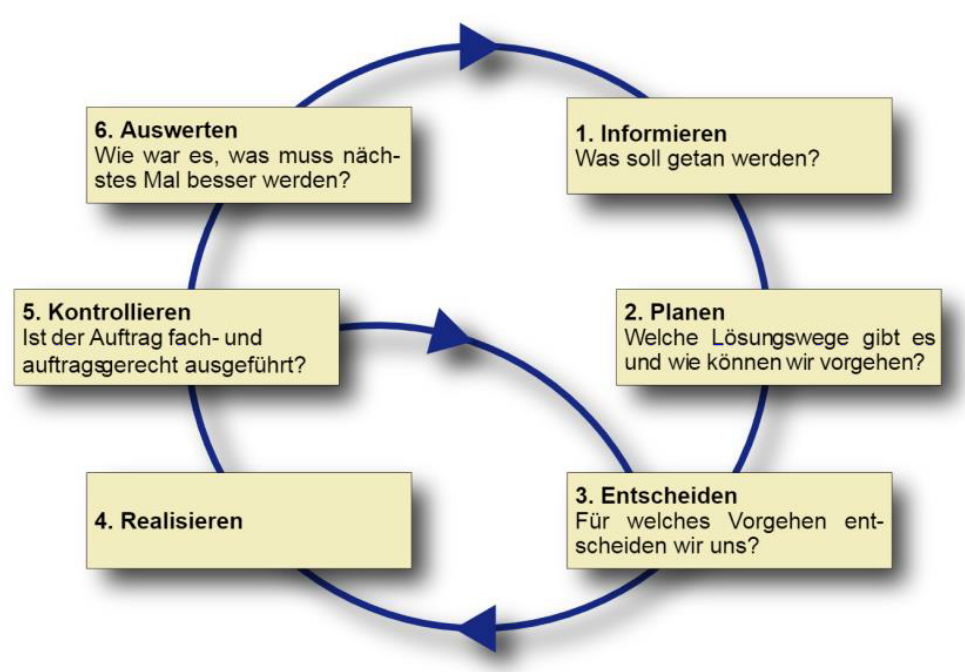 1. Informieren
Was soll getan werden?
2. Planen
Welche Lösungswege gibt es
und wie können wir vorgehen?
3. Entscheiden
Für welches Vorgehen ent-
scheiden wir uns?
4. Realisieren
5. Kontrollieren
Ist der Auftrag fach- und
auftragsgerecht ausgeführt?
6. Auswerten
Wie war es, was muss näch-
stes Mal besser werden?